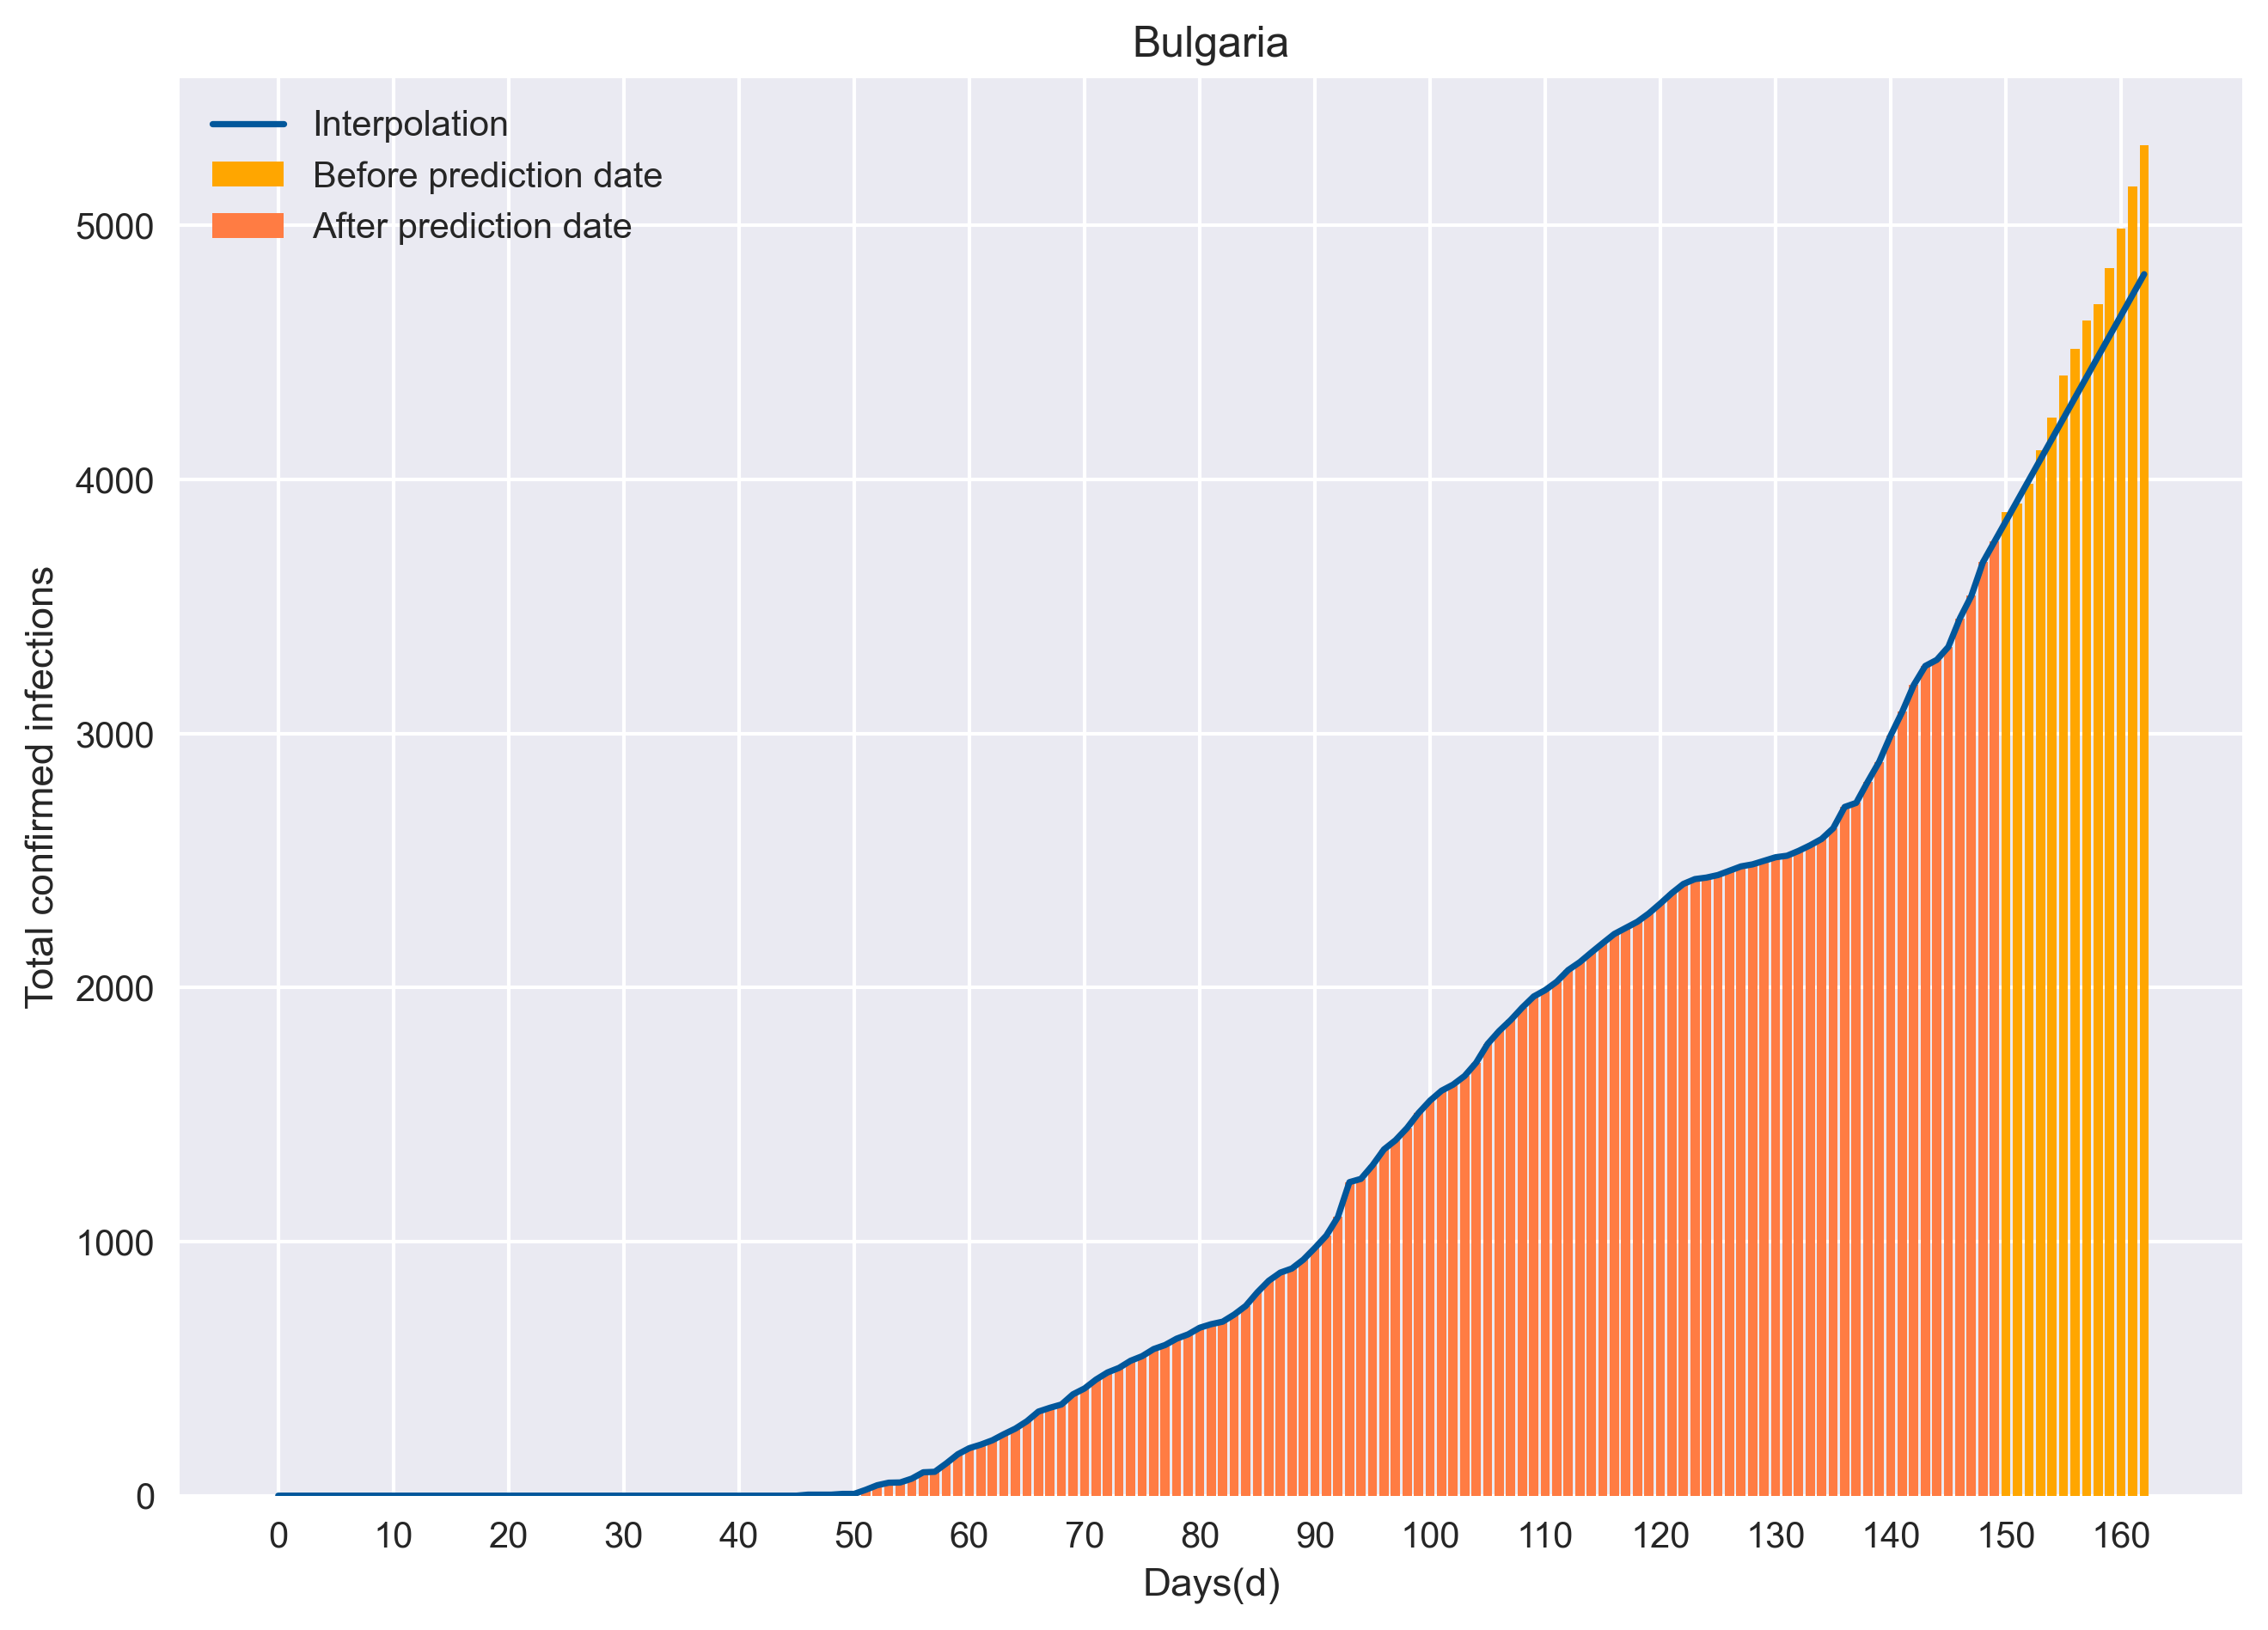 Bulgaria
Interpolation
Before prediction date
After prediction date
5000
4000
3000
2000
1000
0
Total confirmed infections
0 10 20 30 40 50 60 70 80 90 100 110 120 130 140 150 160
Days(d)